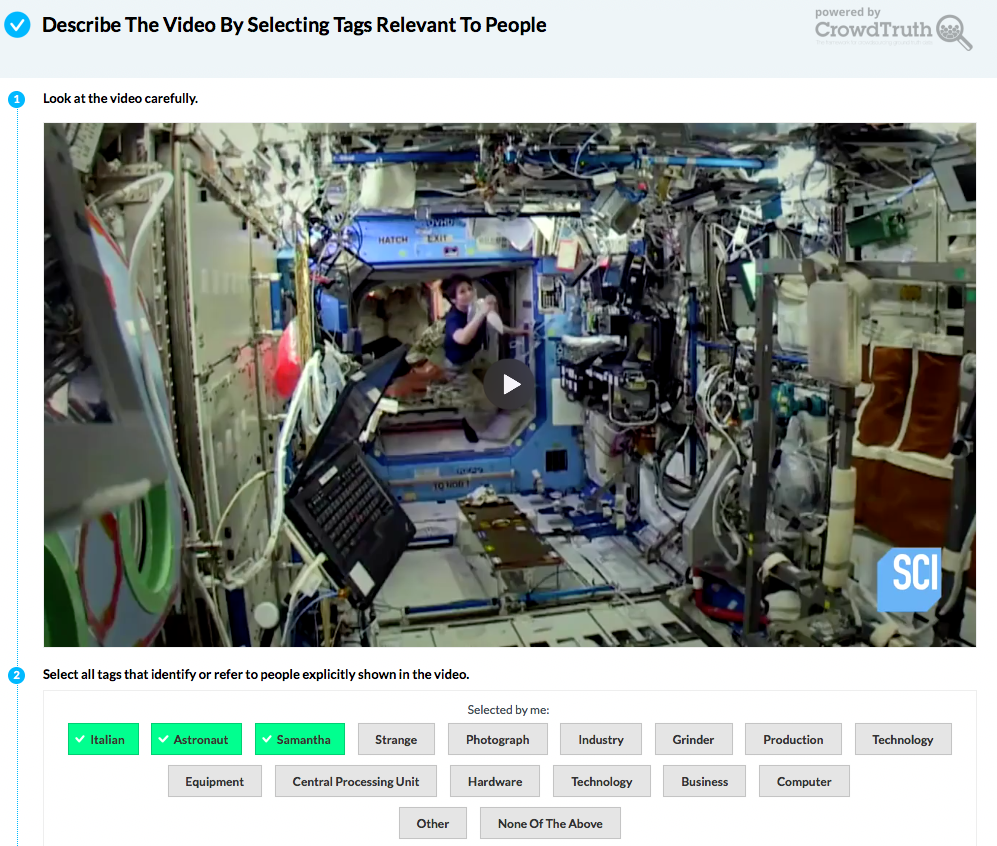 Describe The Video By Selecting Tags Relevant To People
powered by
CrowdTruth
1
Look at the video carefully.
HATCH EXIT
SCI
2
Select all tags that identify or refer to people explicitly shown in the video.
Selected by me:
Italian Astronaut Samantha Strange Photograph Industry Grinder Production Technology
Equipment Central Processing Unit Hardware Technology Business Computer
Other None Of The Above